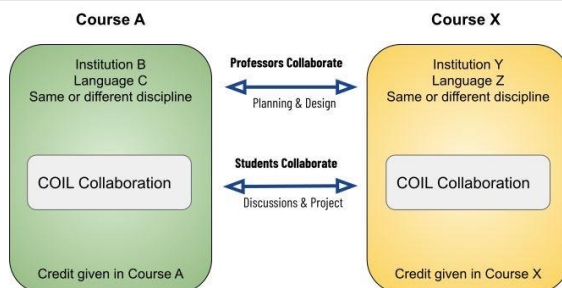 Course A
Course X
Institution B
Language C
Same or different discipline
Professors Collaborate
Planning & Design
Institution Y
Language Z
Same or different discipline
COIL Collaboration
Students Collaborate
Discussions & Project
COIL Collaboration
Credit given in Course A
Credit given in Course X